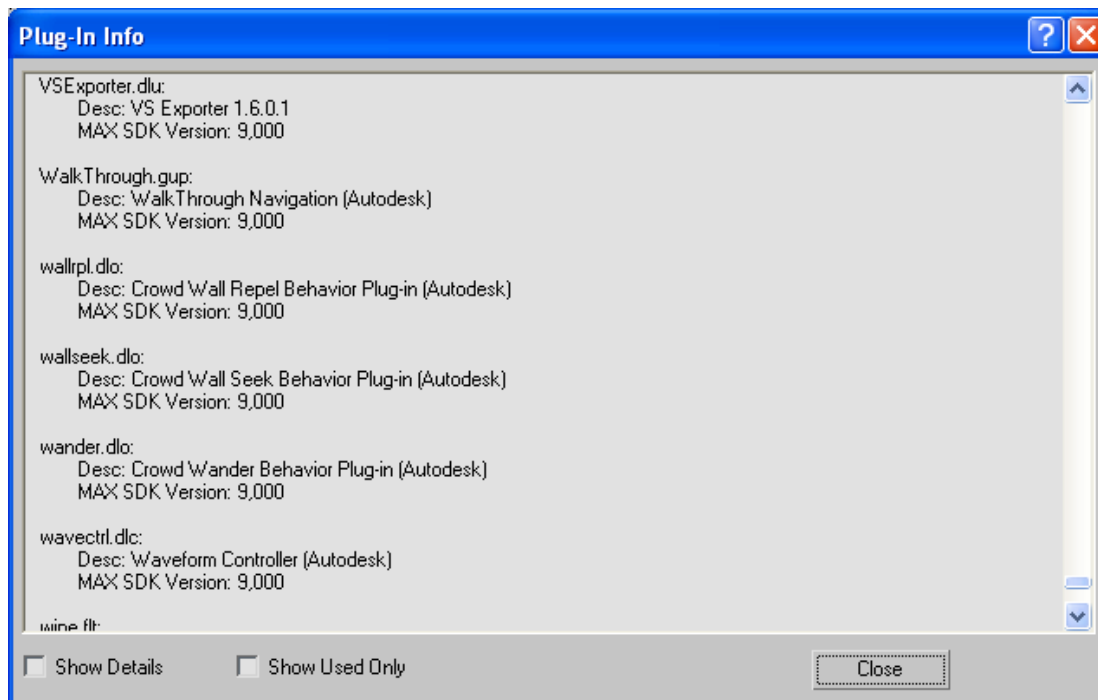 Plug-In Info
VSExporter.dlu:
Desc: VS Exporter 1.6.0.1
MAX SDK Version: 9,000
WalkThrough.gup:
Desc: WalkThrough Navigation (Autodesk)
MAX SDK Version: 9,000
wallrpl.dlo:
Desc: Crowd Wall Repel Behavior Plug-in (Autodesk)
MAX SDK Version: 9,000
wallseek.dlo:
Desc: Crowd Wall Seek Behavior Plug-in (Autodesk)
MAX SDK Version: 9,000
wander.dlo:
Desc: Crowd Wander Behavior Plug-in (Autodesk)
MAX SDK Version: 9,000
wavectrl.dlc:
Desc: Waveform Controller (Autodesk)
MAX SDK Version: 9,000
wipe.flt:
Show Details
Show Used Only
Close